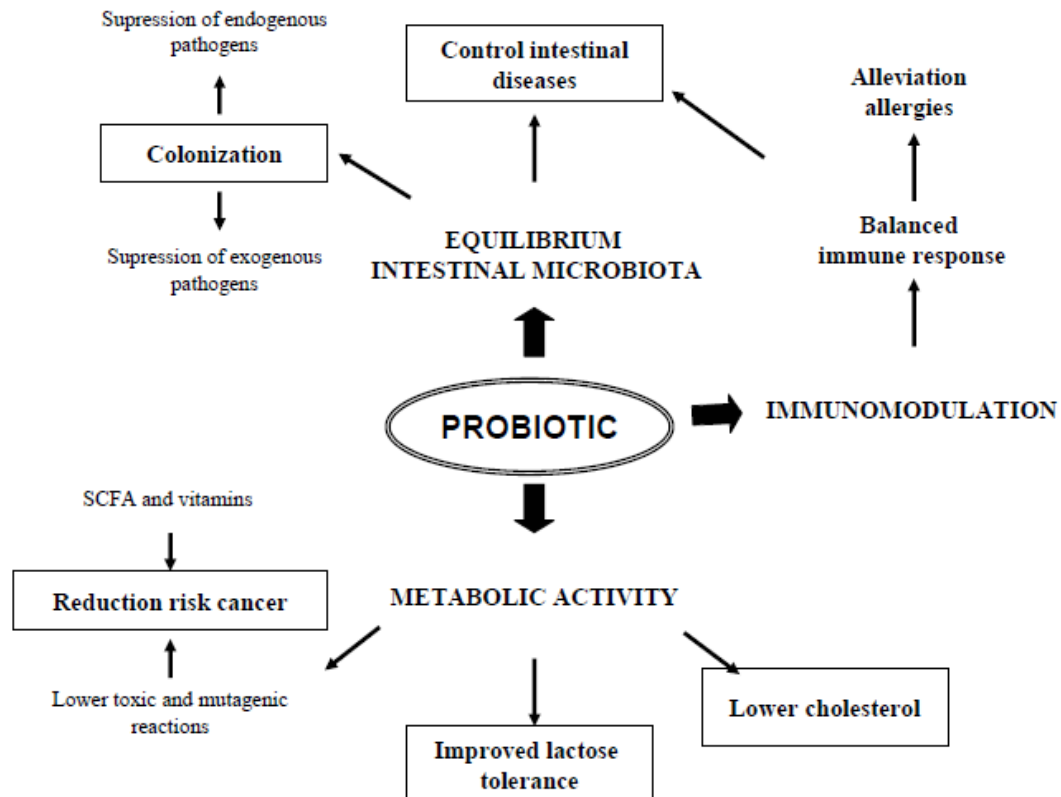 Supression of endogenous
pathogens
Control intestinal
diseases
Alleviation
allergies
Colonization
Supression of exogenous
pathogens
EQUILIBRIUM
INTESTINAL MICROBIOTA
Balanced
immune response
PROBIOTIC
IMMUNOMODULATION
SCFA and vitamins
Reduction risk cancer
METABOLIC ACTIVITY
Lower toxic and mutagenic
reactions
Improved lactose
tolerance
Lower cholesterol